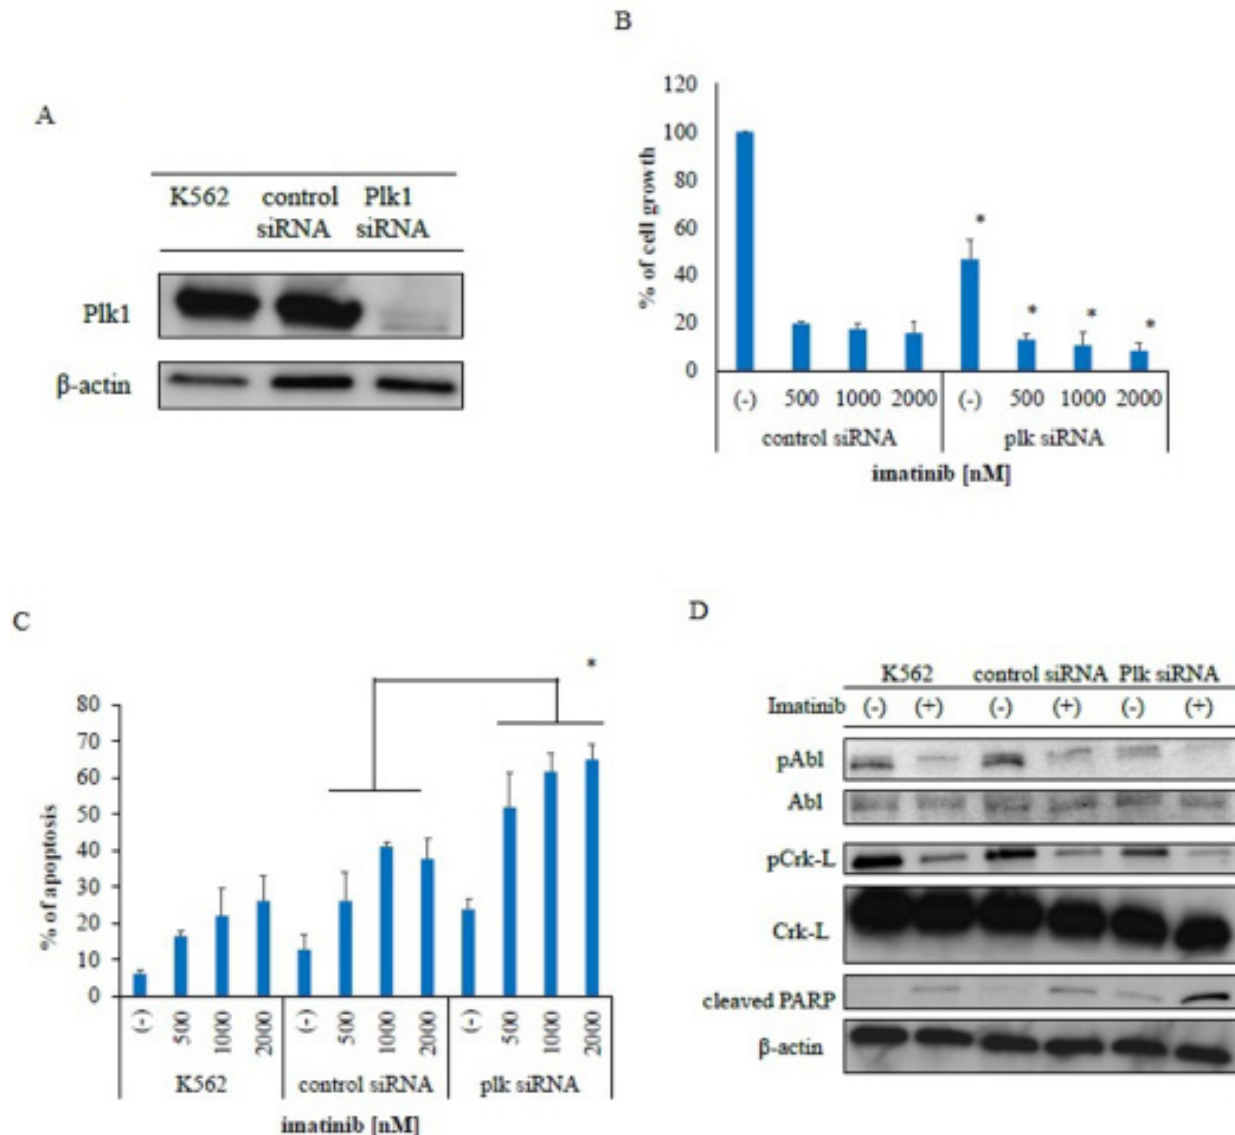 A
K562 control Plk1
siRNA siRNA
Plk1
β-actin
B
% of cell growth
120
100
80
60
40
20
0
* * * *
(-) 500 1000 2000 (-) 500 1000 2000
control siRNA plk siRNA
imatinib [nM]
C
% of apoptosis
80
70
60
50
40
30
20
10
0
*
(-) 500 1000 2000 (-) 500 1000 2000 (-) 500 1000 2000
K562 control siRNA plk siRNA
imatinib [nM]
D
K562 control siRNA Plk siRNA
Imatinib (-) (+) (-) (+) (-) (+)
pAbl
Abl
pCrk-L
Crk-L
cleaved PARP
β-actin